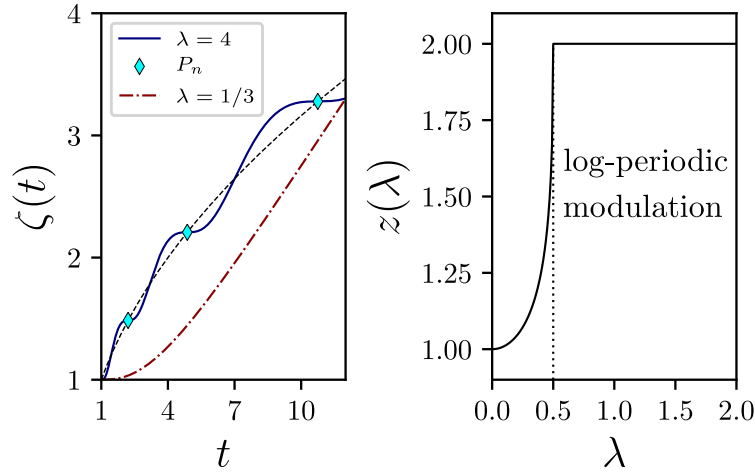 4
3
2
1
ζ(t)
λ = 4
P_n
λ = 1/3
1
4
7
10
t
2.00
1.75
1.50
1.25
1.00
z(λ)
log-periodic
modulation
0.0
0.5
1.0
1.5
2.0
λ